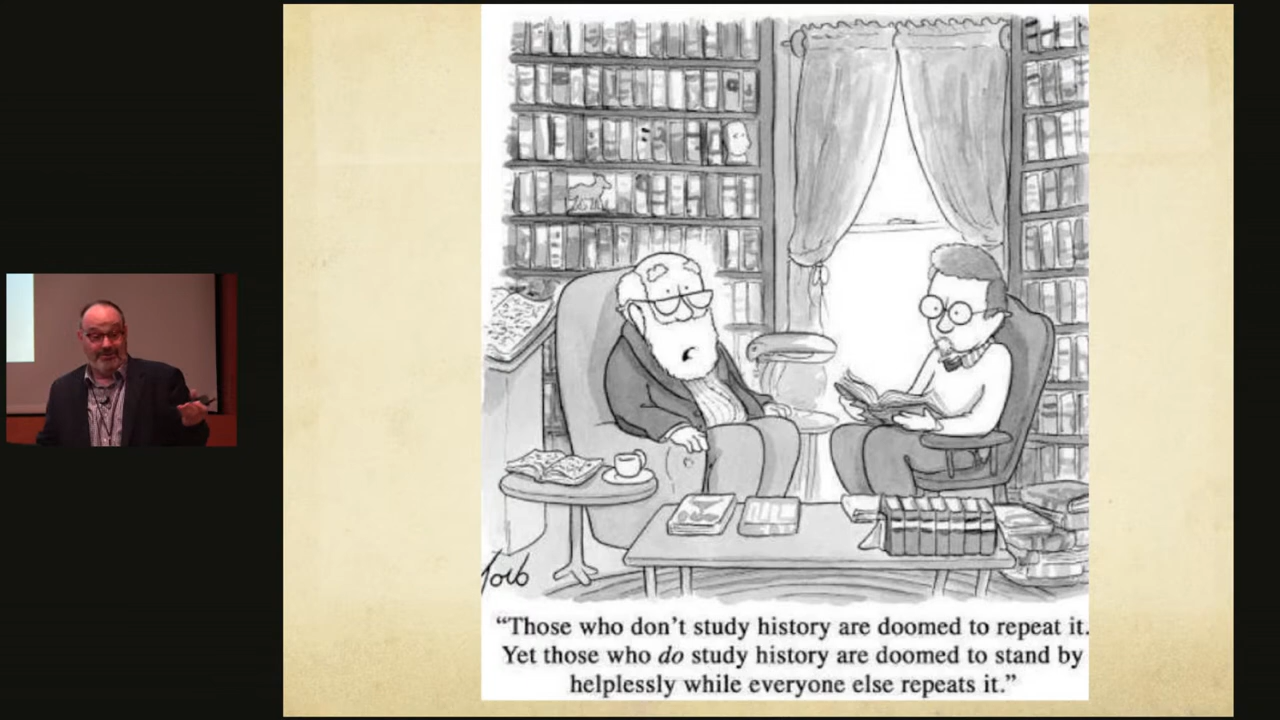 “Those who don’t study history are doomed to repeat it.
Yet those who do study history are doomed to stand by
helplessly while everyone else repeats it.”